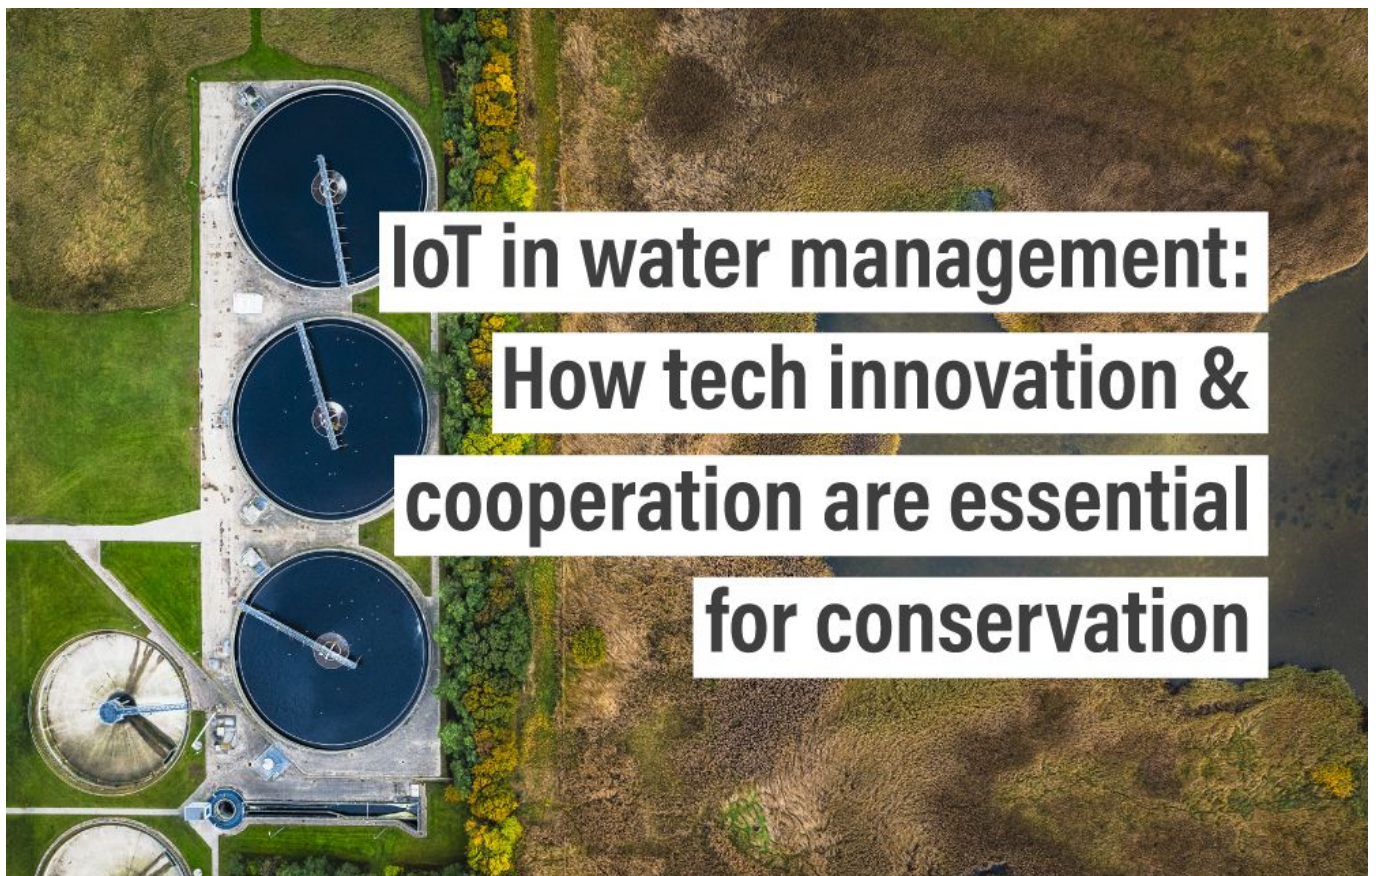 IoT in water management:
How tech innovation &
cooperation are essential
for conservation